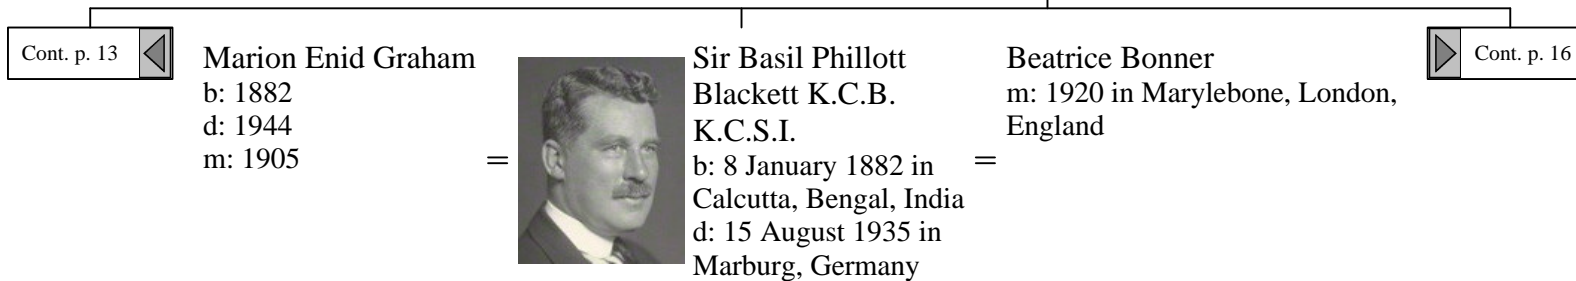 Cont. p. 13
Marion Enid Graham
b: 1882
d: 1944
m: 1905
=
Sir Basil Phillott
Blackett K.C.B.
K.C.S.I.
b: 8 January 1882 in
Calcutta, Bengal, India
d: 15 August 1935 in
Marburg, Germany
=
Beatrice Bonner
m: 1920 in Marylebone, London,
England
Cont. p. 16